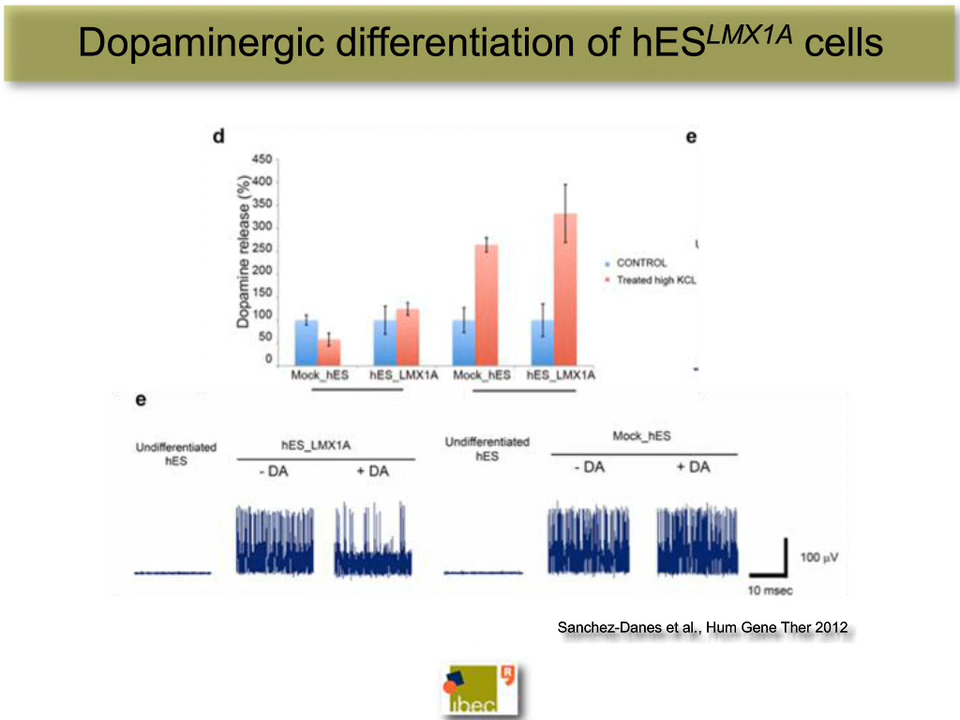 Dopaminergic differentiation of hESLMX1A cells
d
e
450
400
350
300
250
200
150
100
50
0
Dopamine release (%)
CONTROL
Treated high KCL
Mock_hES
hES_LMX1A
Mock_hES
hES_LMX1A
e
Undifferentiated
hES
hES_LMX1A
- DA
+ DA
Undifferentiated
hES
Mock_hES
- DA
+ DA
100 µV
10 msec
Sanchez-Danes et al., Hum Gene Ther 2012
R
ibec